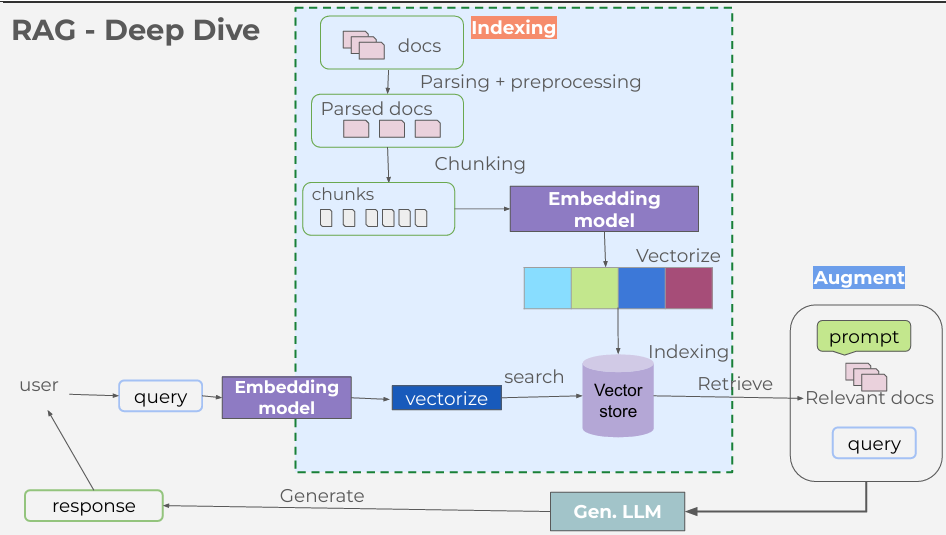 RAG - Deep Dive
Indexing
docs
Parsing + preprocessing
Parsed docs
Chunking
chunks
Embedding
model
Vectorize
Augment
prompt
Indexing
Relevant docs
query
user
query
Embedding
model
vectorize
search
Vector
store
Retrieve
response
Generate
Gen. LLM